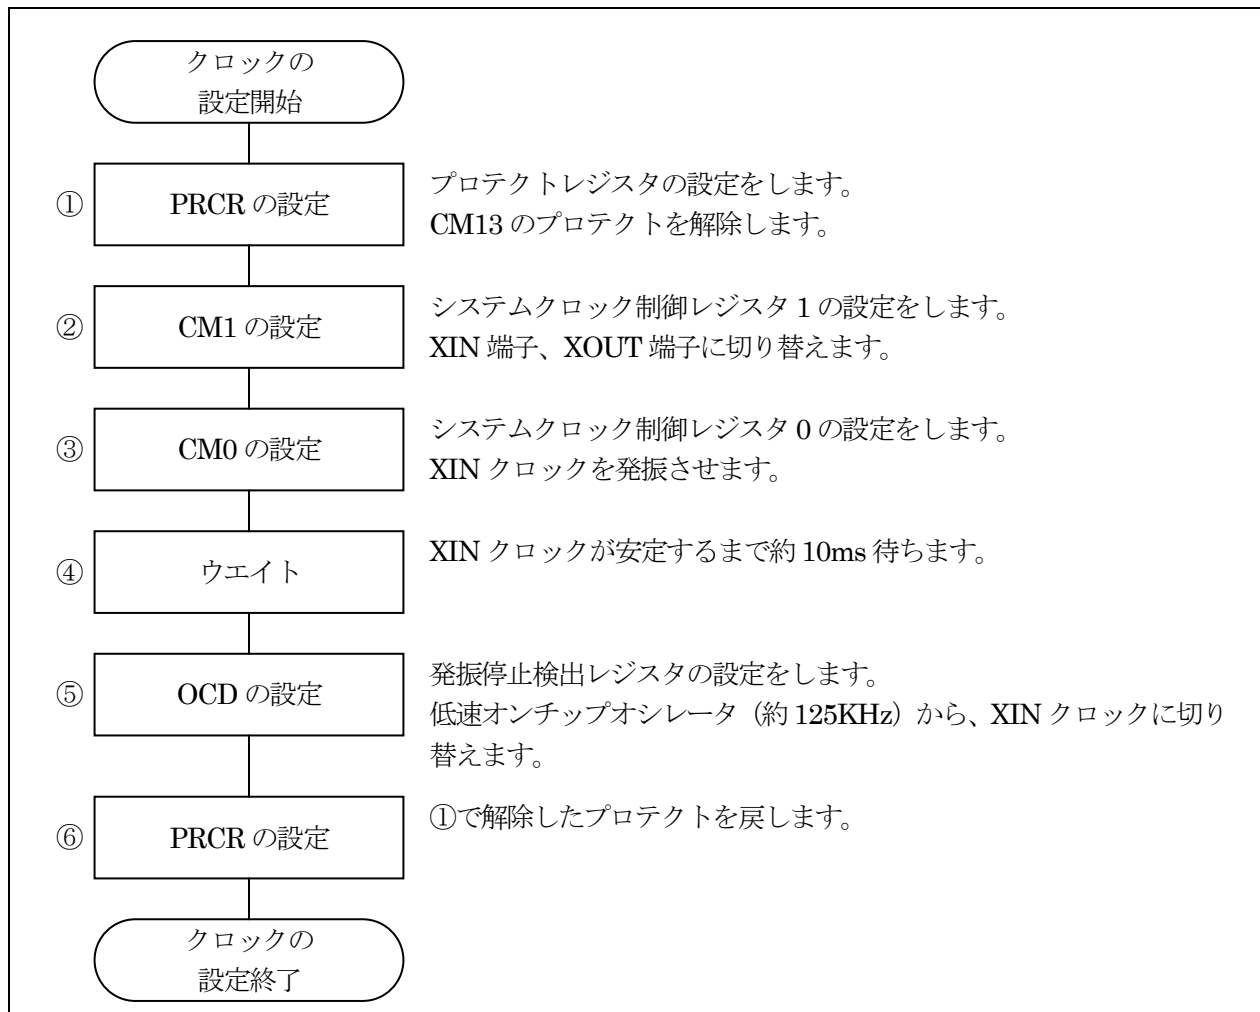 クロックの
設定開始
① PRCR の設定
プロテクトレジスタの設定をします。
CM13 のプロテクトを解除します。
② CM1 の設定
システムクロック制御レジスタ 1 の設定をします。
XIN 端子、XOUT 端子に切り替えます。
③ CM0 の設定
システムクロック制御レジスタ 0 の設定をします。
XIN クロックを発振させます。
④ ウエイト
XIN クロックが安定するまで約 10ms 待ちます。
⑤ OCD の設定
発振停止検出レジスタの設定をします。
低速オンチップオシレータ（約 125KHz）から、XIN クロックに切り
替えます。
⑥ PRCR の設定
①で解除したプロテクトを戻します。
クロックの
設定終了